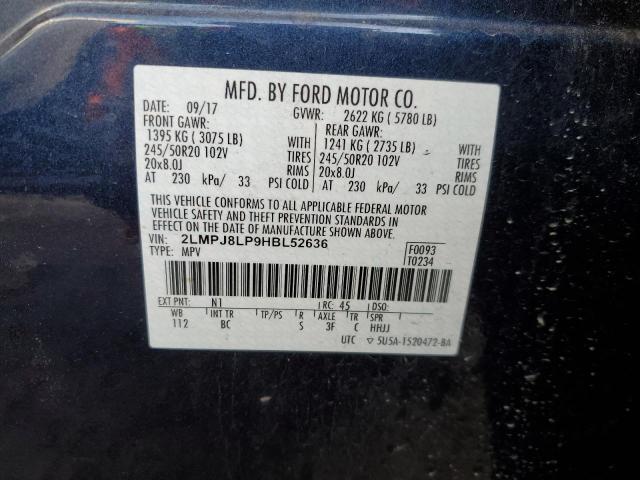 MFD. BY FORD MOTOR CO.
DATE: 09/17 GVWR: 2622 KG ( 5780 LB)
FRONT GAWR: REAR GAWR:
1395 KG ( 3075 LB) WITH 1241 KG ( 2735 LB) WITH
245/50R20 102V TIRES 245/50R20 102V TIRES
20x8.0J RIMS 20x8.0J RIMS
AT 230 kPa/ 33 PSI COLD AT 230 kPa/ 33 PSI COLD
THIS VEHICLE CONFORMS TO ALL APPLICABLE FEDERAL MOTOR
VEHICLE SAFETY AND THEFT PREVENTION STANDARDS IN
EFFECT ON THE DATE OF MANUFACTURE SHOWN ABOVE.
VIN: 2LMPJ8LP9HBL52636 F0093
TYPE: MPV T0234
EXT PNT: N1 RC: 45 DSO:
WB INT TR TP/PS R AXLE TR SPR
112 BC S 3F C HHJJ
UTC ▽ 5U5A-1520472-BA